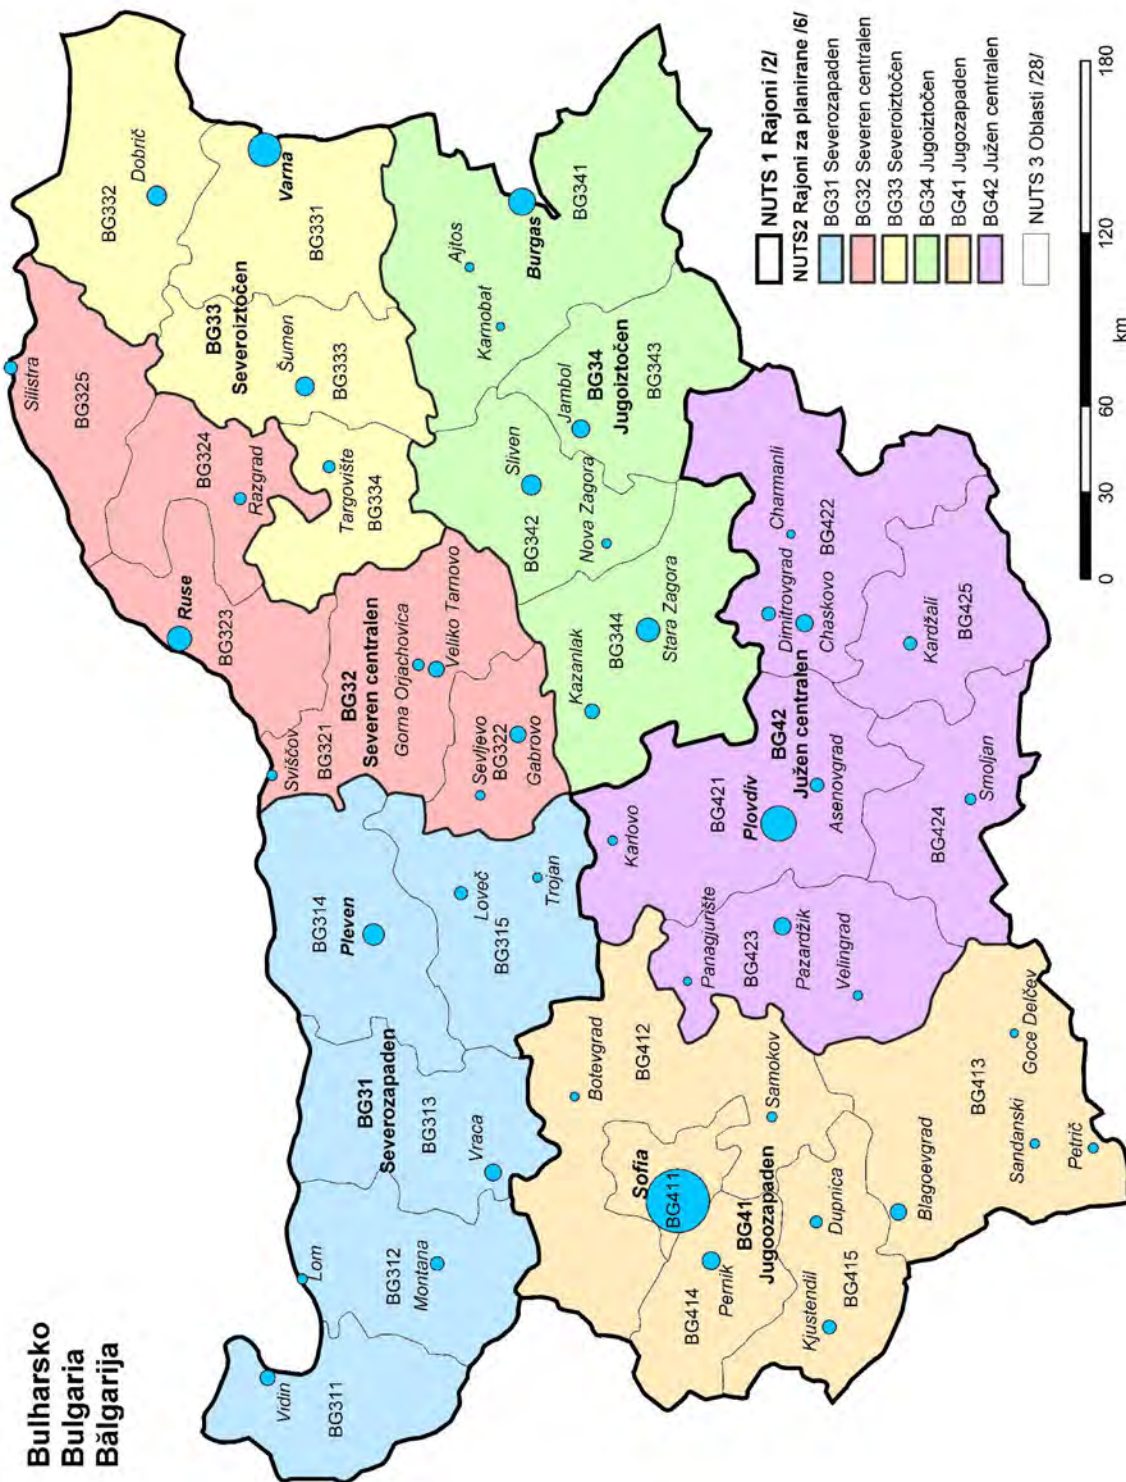 Bulharsko
Bulgaria
Bălgarija
Vidin
BG311
Lom
BG312
Montana
BG31
Severozapaden
BG313
Vraca
BG314
Pleven
Loveč
BG315
Trojan
Sviščov
BG321
BG32
Severen centralen
Gorna Orjachovica
Veliko Tarnovo
Sevljevo
BG322
Gabrovo
Ruse
BG323
BG324
Razgrad
Silistra
BG325
BG332
Dobrič
Varna
BG331
BG33
Severoiztočen
Šumen
BG333
Targovište
BG334
Ajtos
Karnobat
Burgas
BG341
Sliven
BG342
Nova Zagora
Jambol
BG34
Jugoiztočen
BG343
Kazanlak
BG344
Stara Zagora
Botevgrad
BG412
Sofia
BG411
BG41
Jugoozapaden
Samokov
BG414
Pernik
Kjustendil
BG415
Dupnica
Blagoevgrad
BG413
Goce Delčev
Sandanski
Petrič
Karlovo
BG421
Plovdiv
BG42
Južen centralen
Asenovgrad
Panagjurište
BG423
Pazardžik
Velingrad
BG424
Smoljan
Dimitrovgrad
Chaskovo
Charmanli
BG422
Kardžali
BG425
NUTS 1 Rajoni /2/
NUTS2 Rajoni za planirane /6/
BG31 Severozapaden
BG32 Severen centralen
BG33 Severoiztočen
BG34 Jugoiztočen
BG41 Jugozapaden
BG42 Južen centralen
NUTS 3 Oblasti /28/
0 30 60 120 180
km